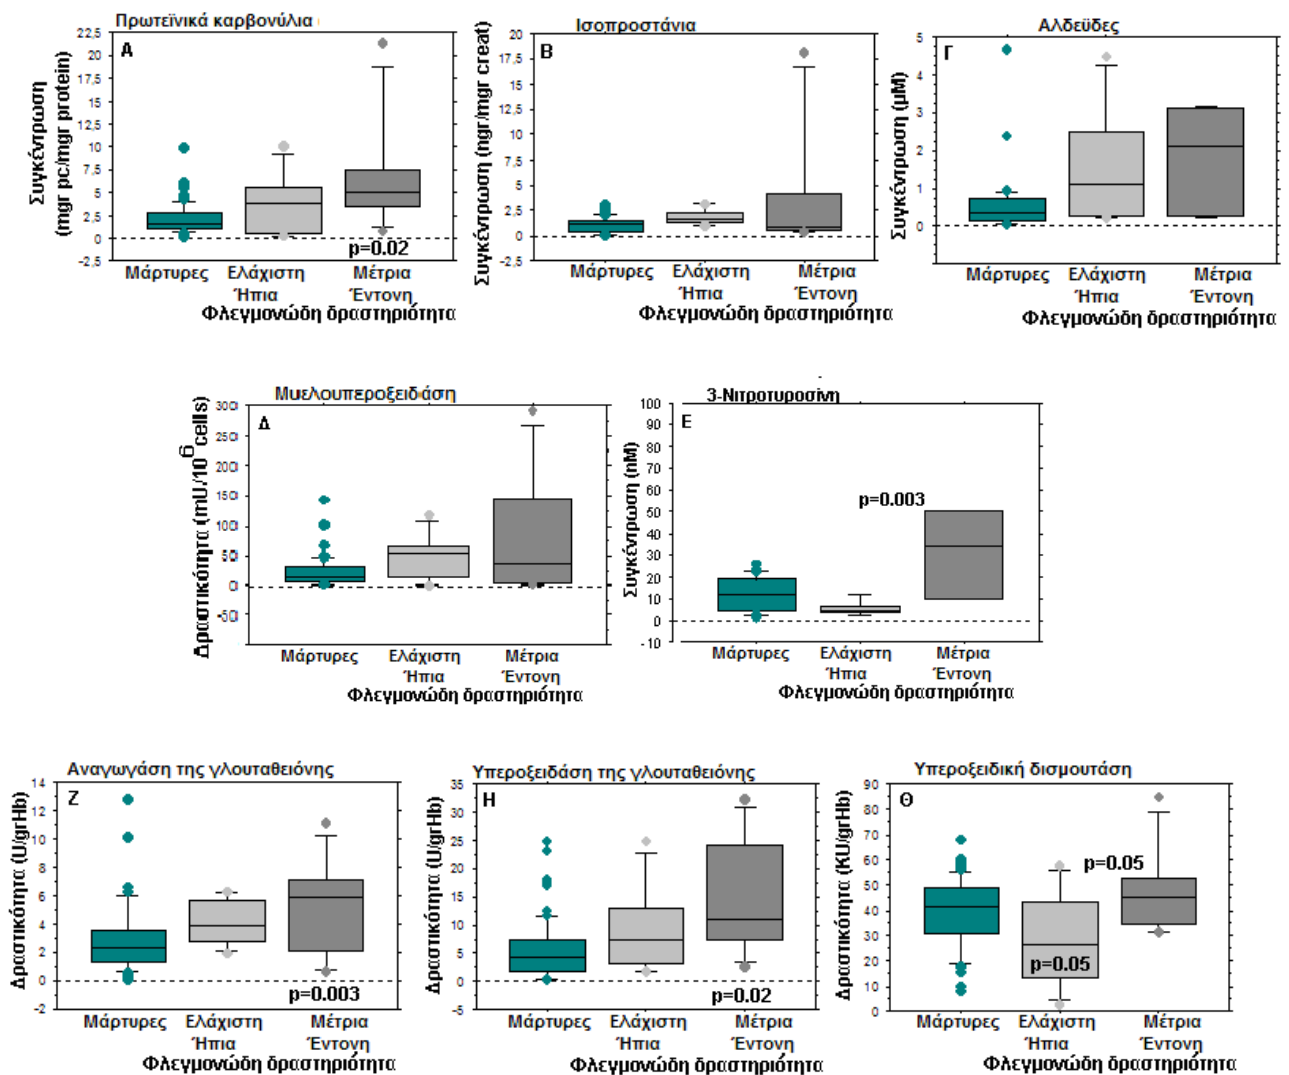 Πρωτεϊνικά καρβονύλια
A
Συγκέντρωση
(mgr pc/mgr protein)
22,5
20
17,5
15
12,5
10
7,5
5
2,5
0
-2,5
p=0.02
Μάρτυρες Ελάχιστη Μέτρια
Ήπια Έντονη
Φλεγμονώδη δραστηριότητα
Ισοπροστάνια
B
Συγκέντρωση (ngr/mgr creat)
20
17,5
15
12,5
10
7,5
5
2,5
0
-2,5
Μάρτυρες Ελάχιστη Μέτρια
Ήπια Έντονη
Φλεγμονώδη δραστηριότητα
Αλδεϋδες
Γ
Συγκέντρωση (μM)
5
4
3
2
1
0
-1
Μάρτυρες Ελάχιστη Μέτρια
Ήπια Έντονη
Φλεγμονώδη δραστηριότητα
Μυελουπεροξειδάση
Δ
Δραστικότητα (mU/10^6 cells)
300
250
200
150
100
50
0
-50
Μάρτυρες Ελάχιστη Μέτρια
Ήπια Έντονη
Φλεγμονώδη δραστηριότητα
3-Νιτροτυροσίνη
E
Συγκέντρωση (nM)
100
90
80
70
60
50
40
30
20
10
0
-10
p=0.003
Μάρτυρες Ελάχιστη Μέτρια
Ήπια Έντονη
Φλεγμονώδη δραστηριότητα
Αναγωγάση της γλουταθειόνης
Z
Δραστικότητα (U/grHb)
14
12
10
8
6
4
2
0
-2
p=0.003
Μάρτυρες Ελάχιστη Μέτρια
Ήπια Έντονη
Φλεγμονώδη δραστηριότητα
Υπεροξειδάση της γλουταθειόνης
H
Δραστικότητα (U/grHb)
35
30
25
20
15
10
5
0
-5
p=0.02
Μάρτυρες Ελάχιστη Μέτρια
Ήπια Έντονη
Φλεγμονώδη δραστηριότητα
Υπεροξειδική δισμουτάση
Θ
Δραστικότητα (KU/grHb)
90
80
70
60
50
40
30
20
10
0
p=0.05
p=0.05
Μάρτυρες Ελάχιστη Μέτρια
Ήπια Έντονη
Φλεγμονώδη δραστηριότητα